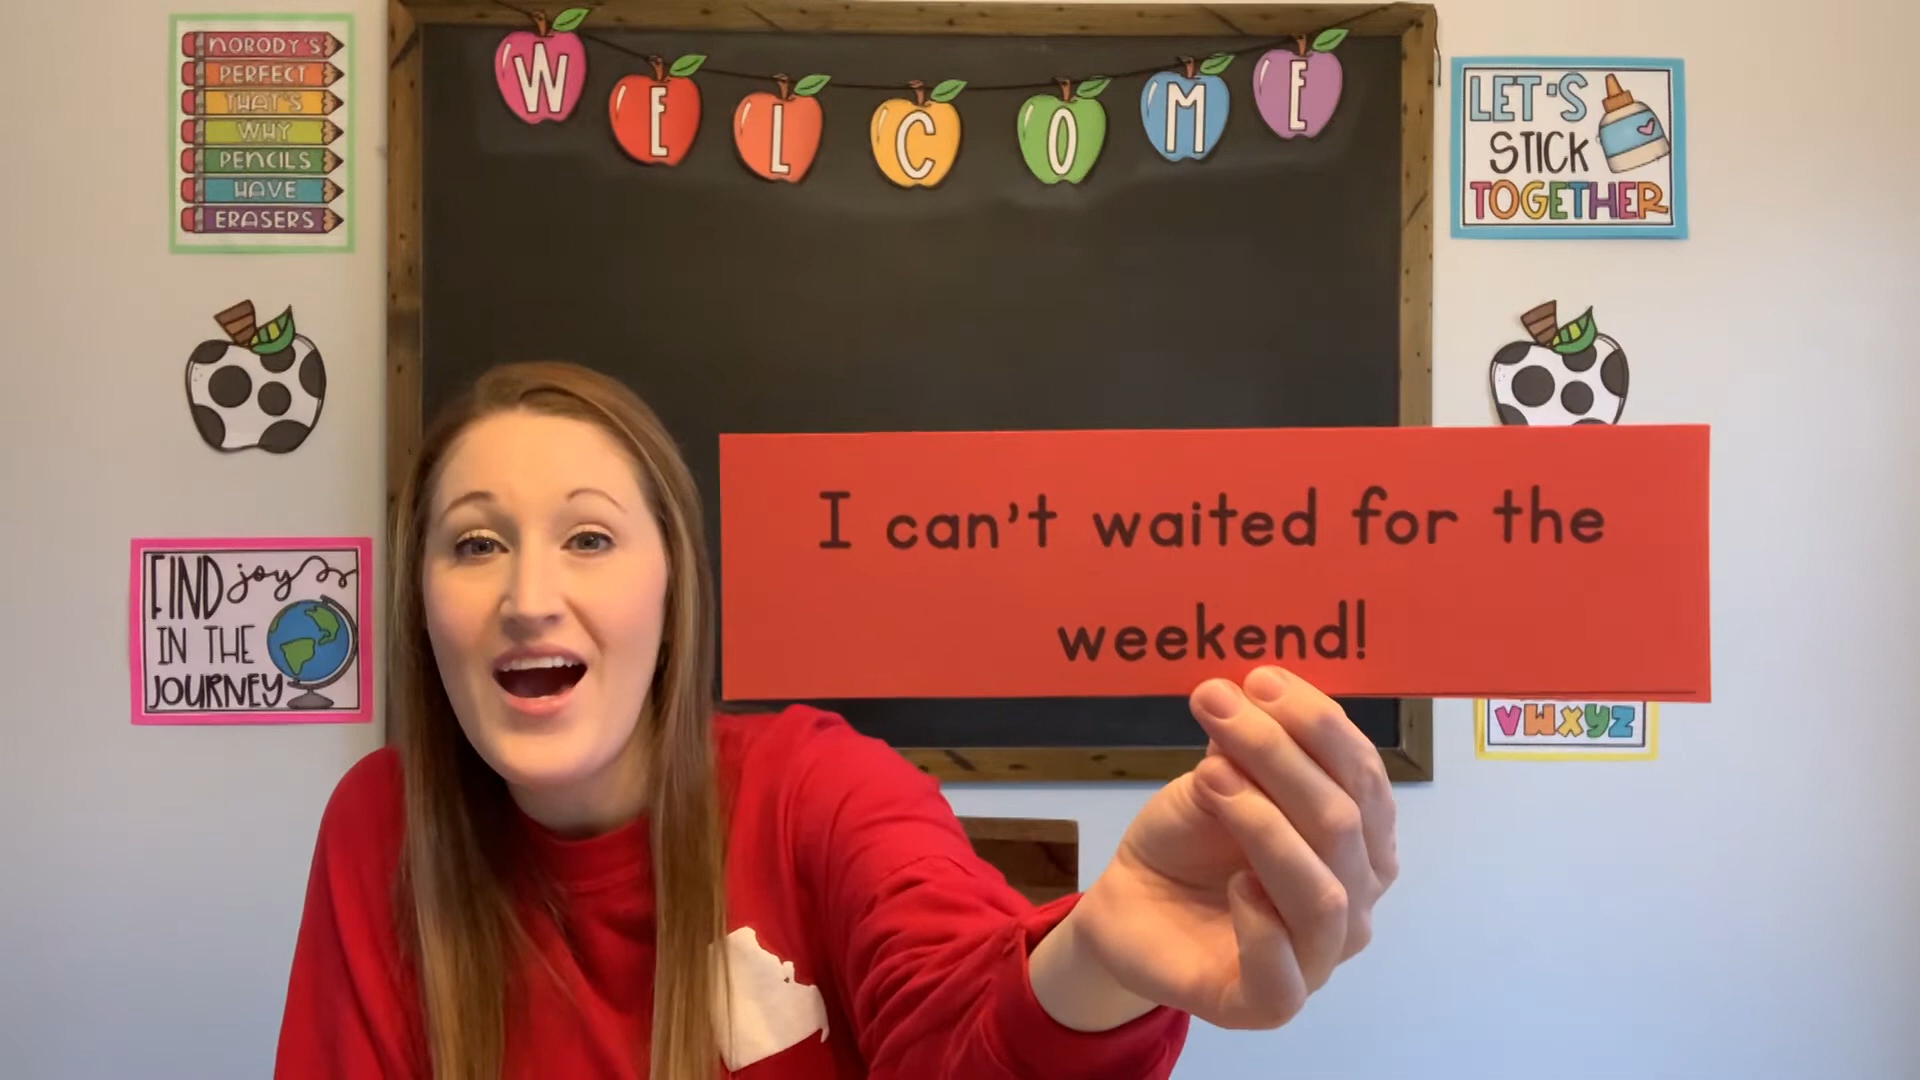 NOBODY'S
PERFECT
THAT'S
WHY
PENCILS
HAVE
ERASERS
WELCOME
LET'S
STICK
TOGETHER
I can't waited for the
weekend!
FIND joy
IN THE
JOURNEY
VWXYZ